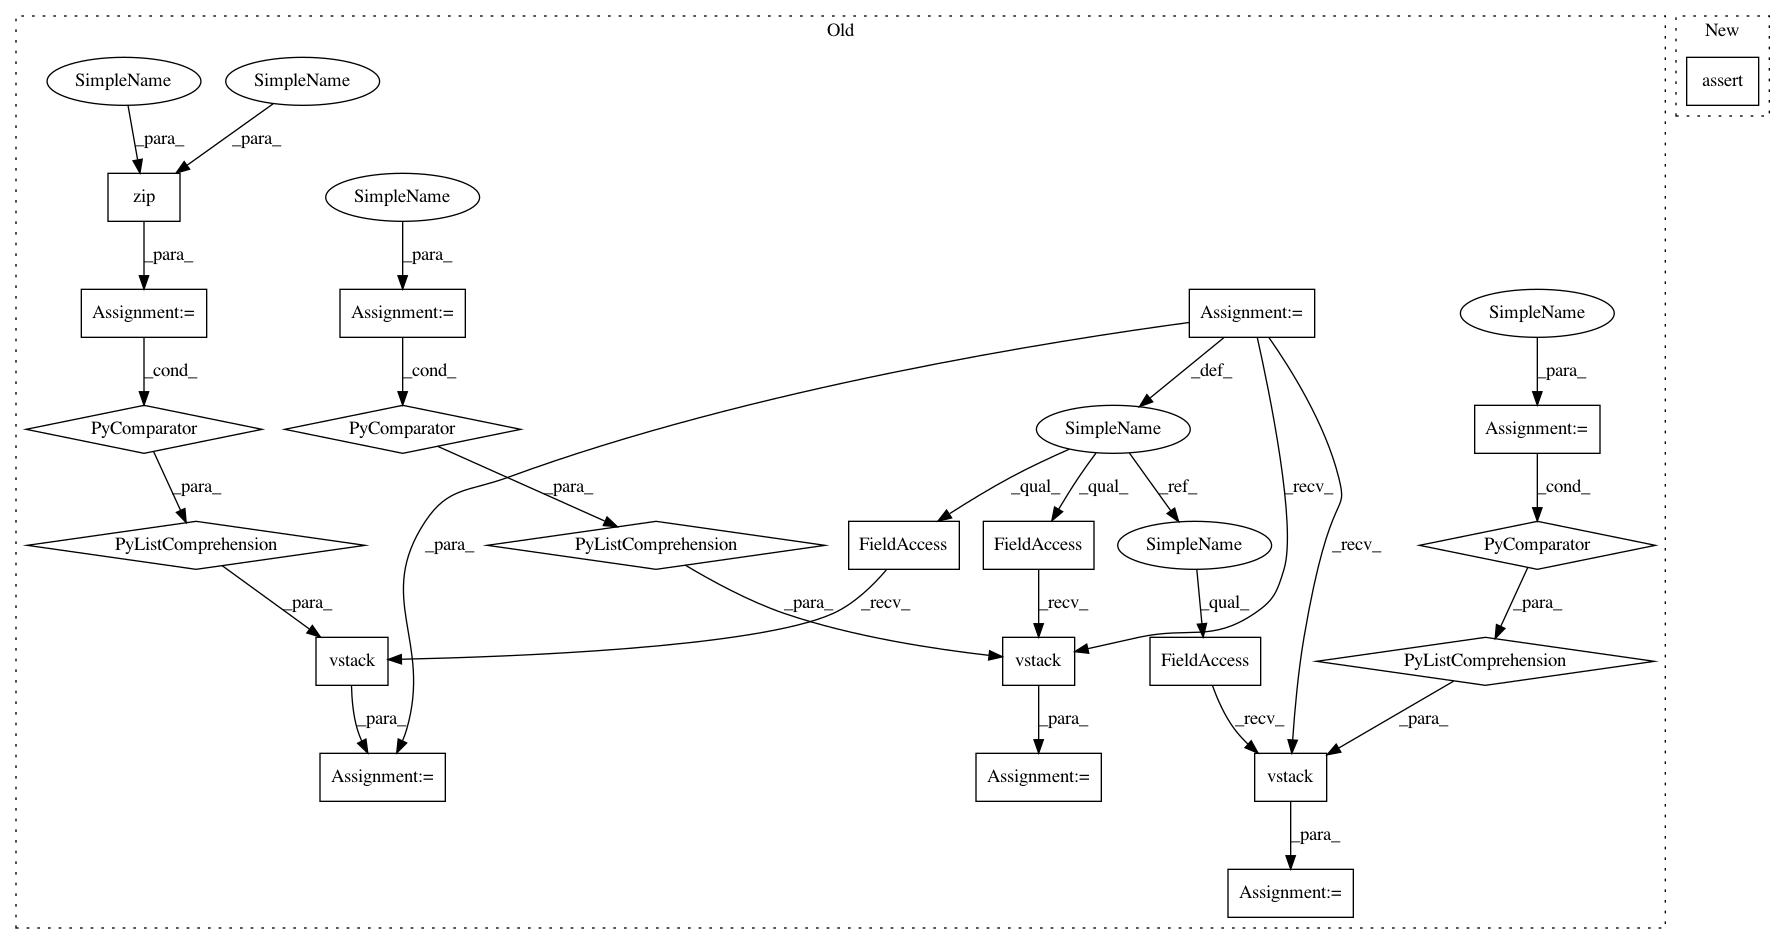 Old
New
SimpleName
SimpleName
assert
_para_
_para_
zip
SimpleName
_para_
_para_
Assignment:=
Assignment:=
Assignment:=
SimpleName
_cond_
_cond_
_def_
_para_
PyComparator
PyComparator
SimpleName
Assignment:=
_para_
_para_
_qual_
_qual_
_ref_
_recv_
_cond_
PyListComprehension
_para_
PyListComprehension
FieldAccess
FieldAccess
SimpleName
_recv_
PyComparator
_para_
_para_
_recv_
_recv_
_qual_
_para_
vstack
vstack
FieldAccess
PyListComprehension
_para_
_para_
_recv_
_para_
Assignment:=
Assignment:=
vstack
_para_
Assignment:=